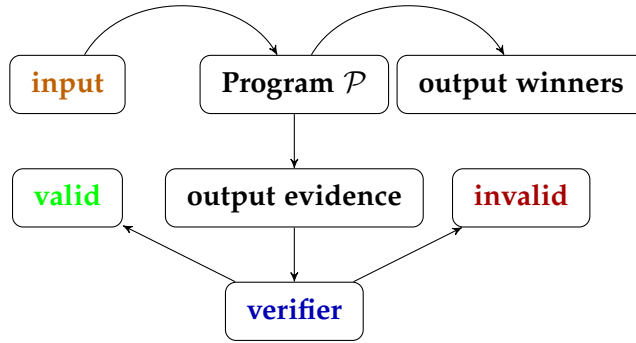 input
Program 𝒫
output winners
valid
output evidence
invalid
verifier